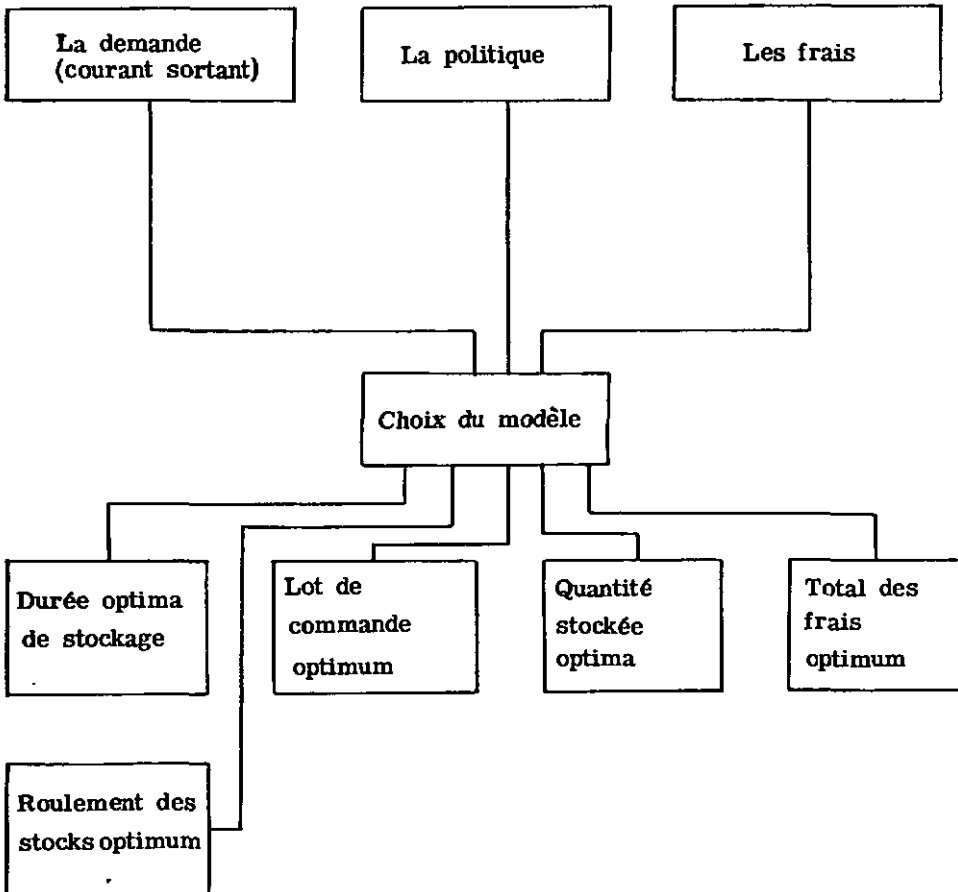 La demande
(courant sortant)
La politique
Les frais
Choix du modèle
Durée optima
de stockage
Lot de
commande
optimum
Quantité
stockée
optima
Total des
frais
optimum
Roulement des
stocks optimum